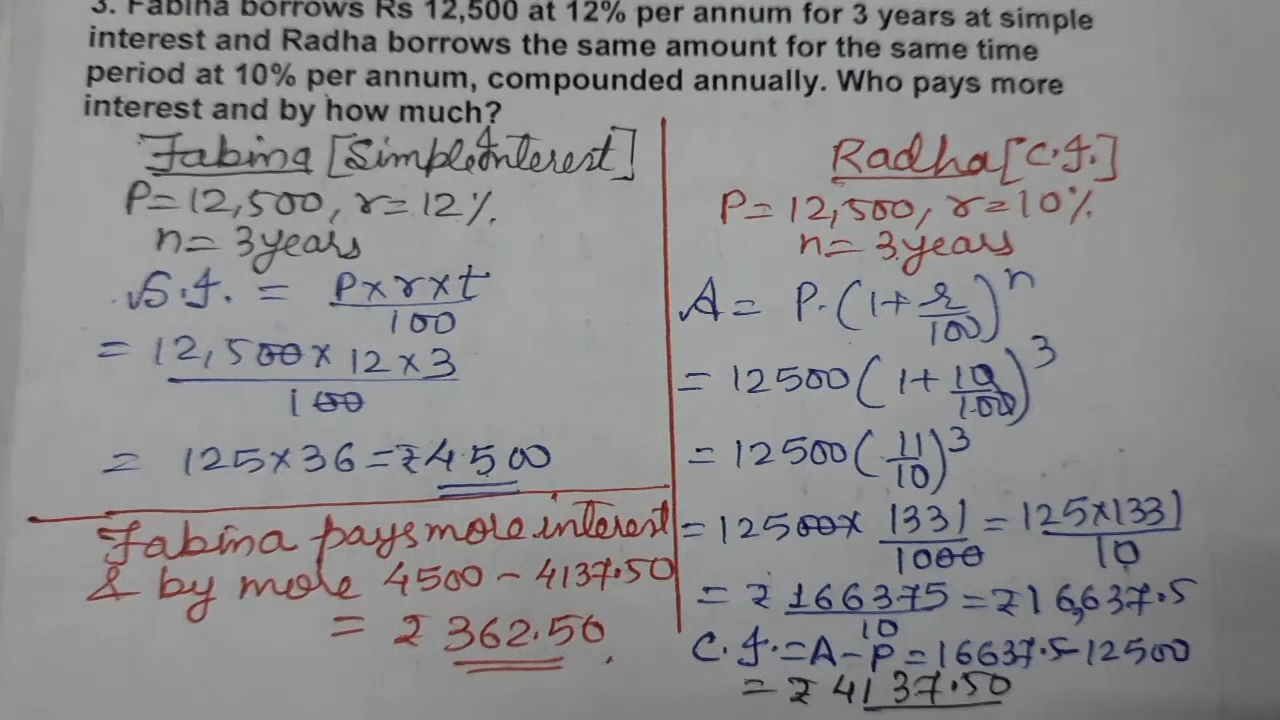 3. Fabina borrows Rs 12,500 at 12% per annum for 3 years at simple
interest and Radha borrows the same amount for the same time
period at 10% per annum, compounded annually. Who pays more
interest and by how much?
Fabina [Simple Interest]
P=12,500, r=12%.
n= 3years
S.I. = P×r×t/100
= 12,500×12×3/100
= 125×36=₹4500
Fabina pays more interest
& by more 4500-4137.50
= ₹362.50
Radha [C.I.]
P= 12,500, r=10%
n= 3 years
A= P.(1+r/100)^n
= 12500(1+10/100)^3
= 12500(11/10)^3
= 12500×1331/1000=125×1331/10
= ₹166375/10=₹16,637.5
C.I.=A-P=16637.5-12500
= ₹4137.50